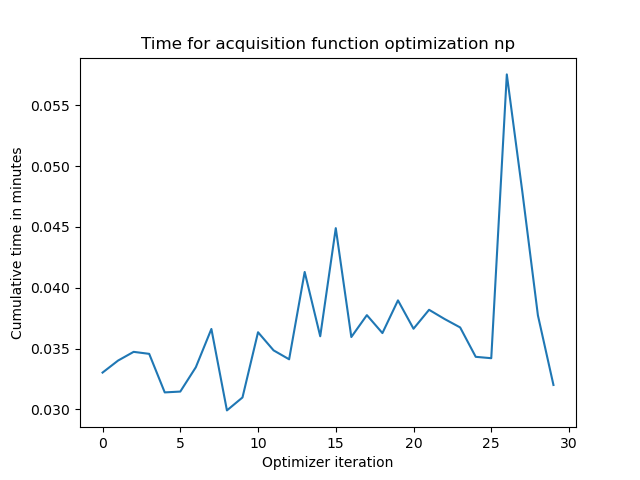 Time for acquisition function optimization np
Cumulative time in minutes
0.055
0.050
0.045
0.040
0.035
0.030
0 5 10 15 20 25 30
Optimizer iteration